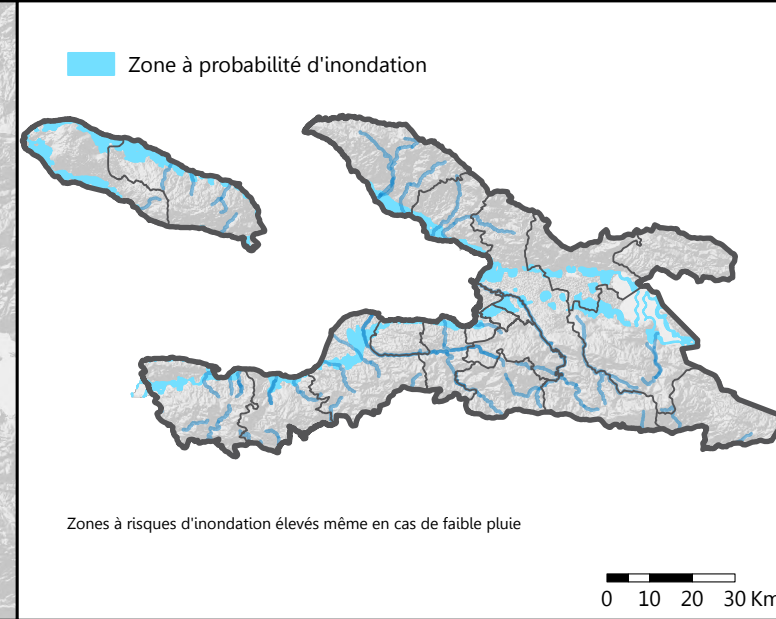 Zone à probabilité d'inondation
Zones à risques d'inondation élevés même en cas de faible pluie
0 10 20 30 Km